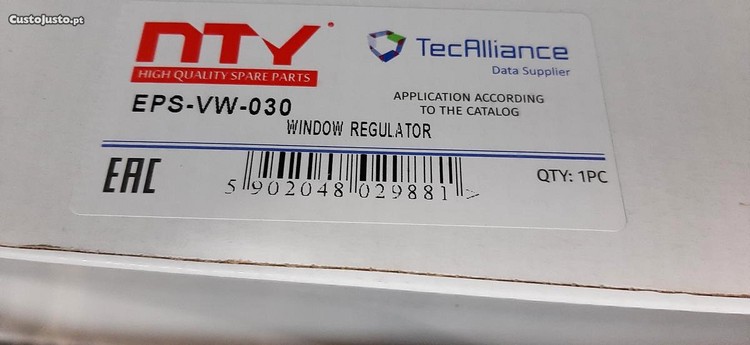 CustoJusto.pt
NTY
HIGH QUALITY SPARE PARTS
TecAlliance
Data Supplier
EPS-VW-030
APPLICATION ACCORDING
TO THE CATALOG
WINDOW REGULATOR
EAC
QTY: 1PC
5 902048 029881 >